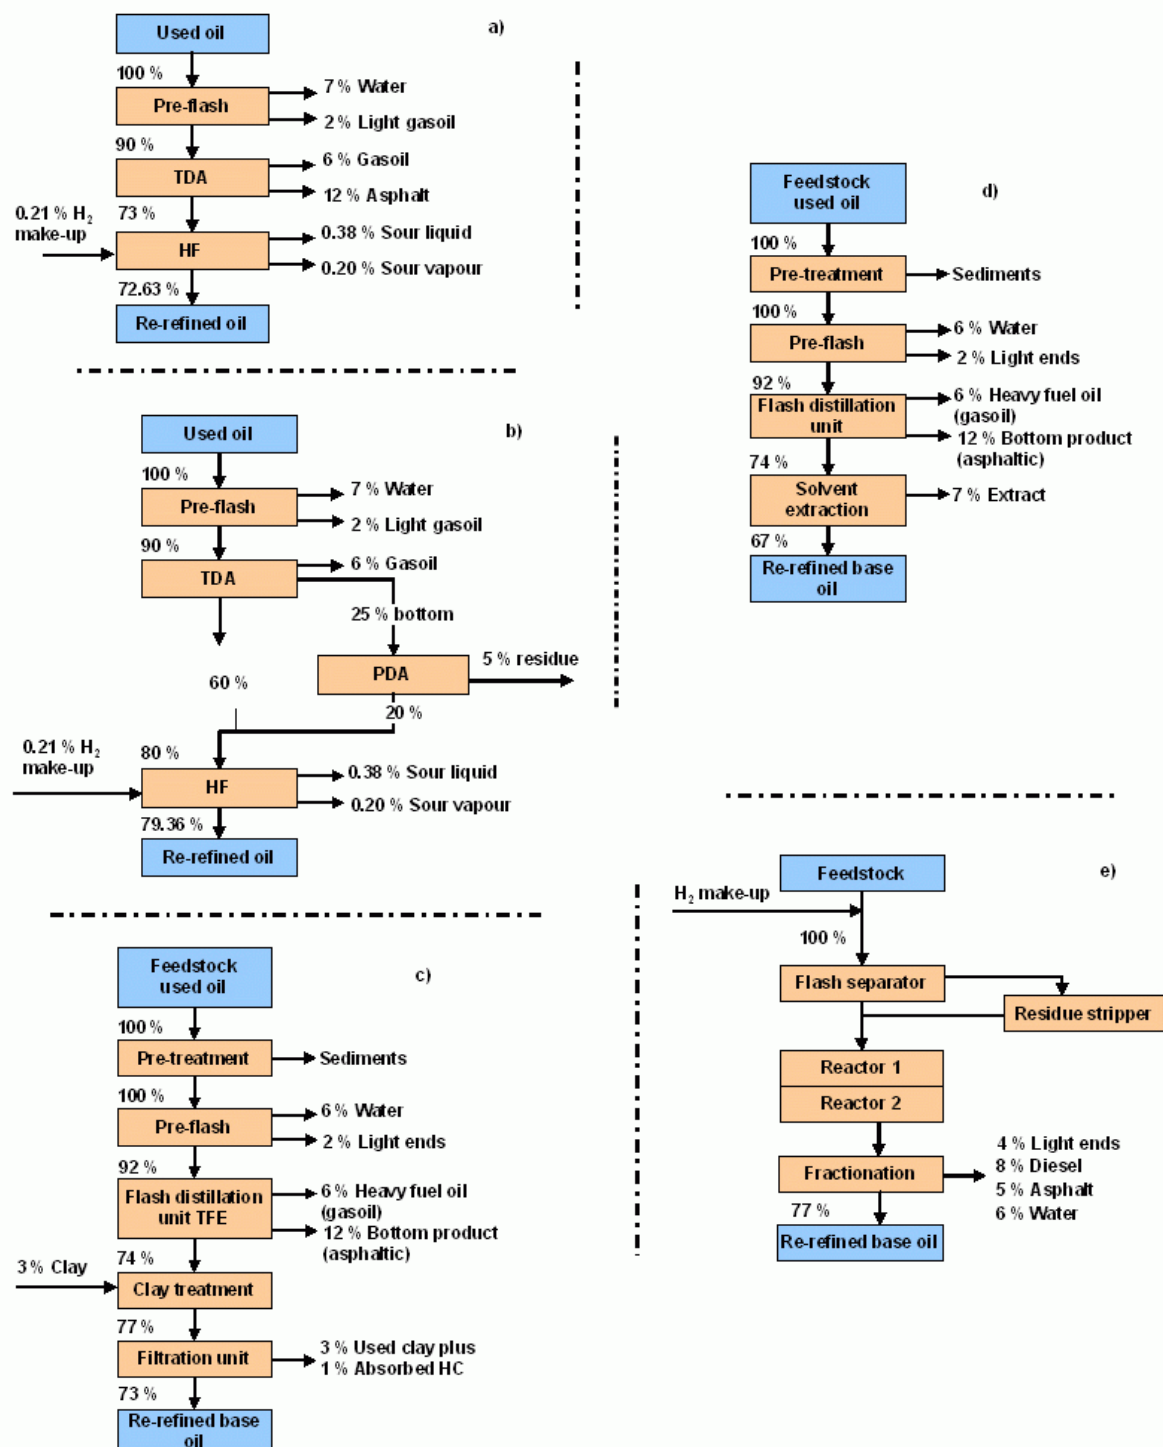 a)
Used oil
100 %
Pre-flash
7 % Water
2 % Light gasoil
90 %
TDA
6 % Gasoil
12 % Asphalt
73 %
0.21 % H2
make-up
HF
0.38 % Sour liquid
0.20 % Sour vapour
72.63 %
Re-refined oil
b)
Used oil
100 %
Pre-flash
7 % Water
2 % Light gasoil
90 %
TDA
6 % Gasoil
25 % bottom
PDA
5 % residue
60 %
20 %
0.21 % H2
make-up
80 %
HF
0.38 % Sour liquid
0.20 % Sour vapour
79.36 %
Re-refined oil
c)
Feedstock
used oil
100 %
Pre-treatment
Sediments
100 %
Pre-flash
6 % Water
2 % Light ends
92 %
Flash distillation
unit TFE
6 % Heavy fuel oil
(gasoil)
12 % Bottom product
(asphaltic)
74 %
3 % Clay
Clay treatment
77 %
Filtration unit
3 % Used clay plus
1 % Absorbed HC
73 %
Re-refined base
oil
d)
Feedstock
used oil
100 %
Pre-treatment
Sediments
100 %
Pre-flash
6 % Water
2 % Light ends
92 %
Flash distillation
unit
6 % Heavy fuel oil
(gasoil)
12 % Bottom product
(asphaltic)
74 %
Solvent
extraction
7 % Extract
67 %
Re-refined base
oil
e)
Feedstock
H2 make-up
100 %
Flash separator
Residue stripper
Reactor 1
Reactor 2
Fractionation
4 % Light ends
8 % Diesel
5 % Asphalt
6 % Water
77 %
Re-refined base oil